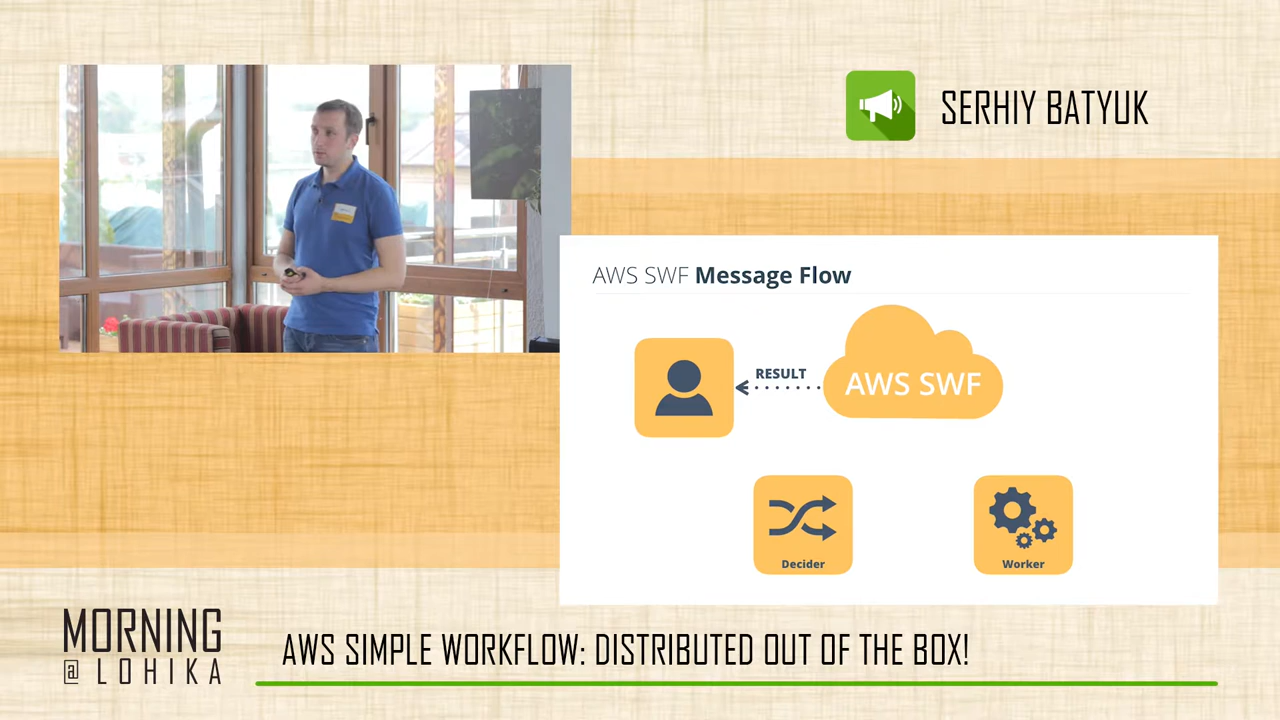 SERHIY BATYUK
AWS SWF Message Flow
RESULT
AWS SWF
Decider
Worker
MORNING
@ LOHIKA
AWS SIMPLE WORKFLOW: DISTRIBUTED OUT OF THE BOX!